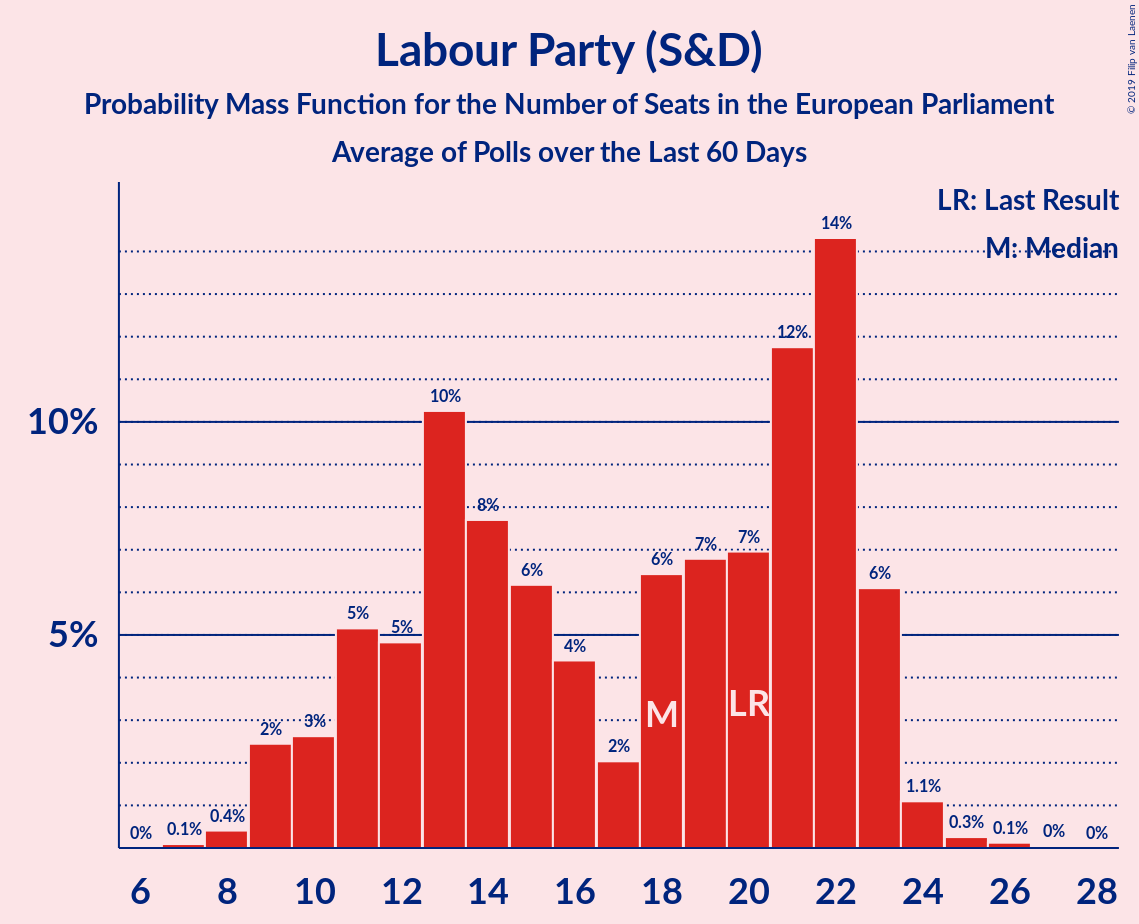 Labour Party (S&D)
Probability Mass Function for the Number of Seats in the European Parliament
Average of Polls over the Last 60 Days
© 2019 Filip van Laenen
LR: Last Result
M: Median
10%
5%
0%
0.1%
0.4%
2%
3%
5%
5%
10%
8%
6%
4%
2%
6%
7%
7%
12%
14%
6%
1.1%
0.3%
0.1%
0%
0%
M
LR
6 8 10 12 14 16 18 20 22 24 26 28